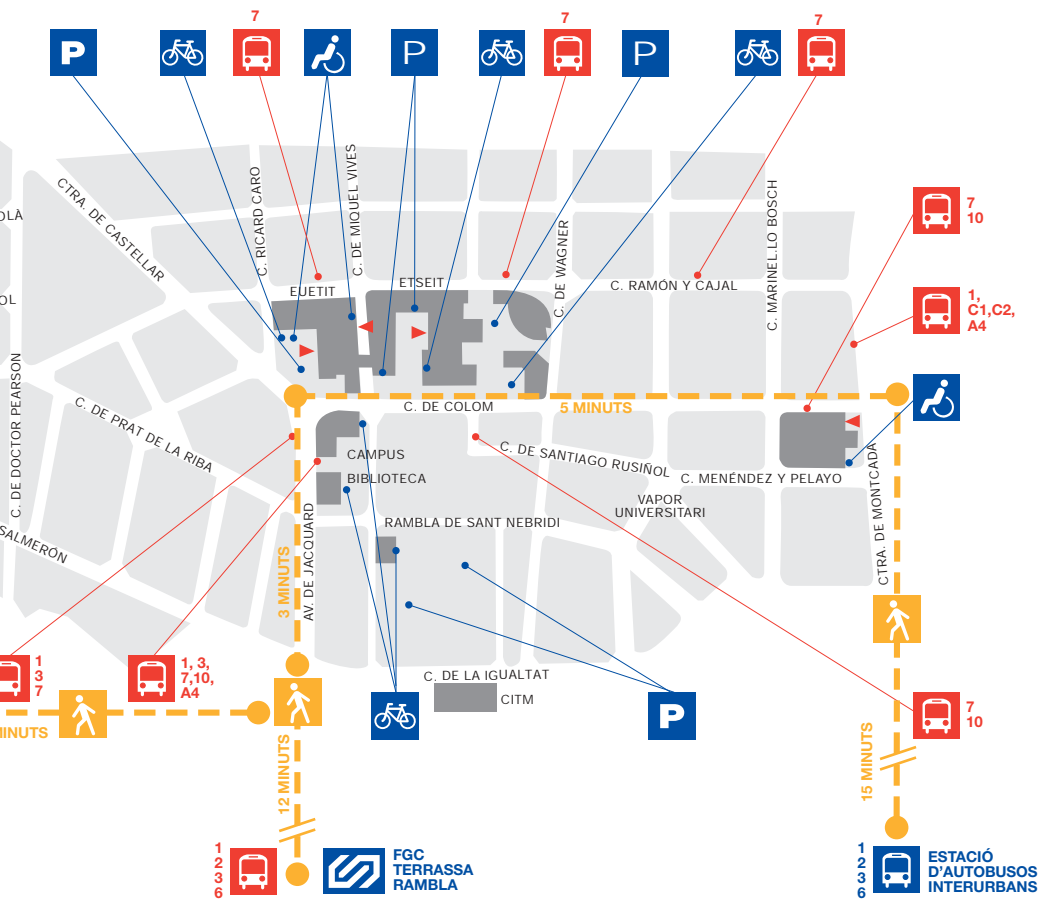 7
7
7
P
P
P
C. RICARD CARO
C. DE MIQUEL VIVES
CTRA. DE CASTELLAR
C. DE WAGNER
C. MARINEL.LO BOSCH
7
10
OLÀ
EUETIT
ETSEIT
C. RAMÓN Y CAJAL
OL
1,
C1,C2,
A4
C. DE DOCTOR PEARSON
C. DE PRAT DE LA RIBA
C. DE COLOM
5 MINUTS
CAMPUS
BIBLIOTECA
C. DE SANTIAGO RUSIÑOL
C. MENÉNDEZ Y PELAYO
VAPOR
UNIVERSITARI
CTRA. DE MONTCADA
SALMERÓN
RAMBLA DE SANT NEBRIDI
3 MINUTS
AV. DE JACQUARD
1
3
7
1, 3,
7,10,
A4
C. DE LA IGUALTAT
CITM
P
7
10
MINUTS
12 MINUTS
15 MINUTS
1
2
3
6
FGC
TERRASSA
RAMBLA
1
2
3
6
ESTACIÓ
D'AUTOBUSOS
INTERURBANS